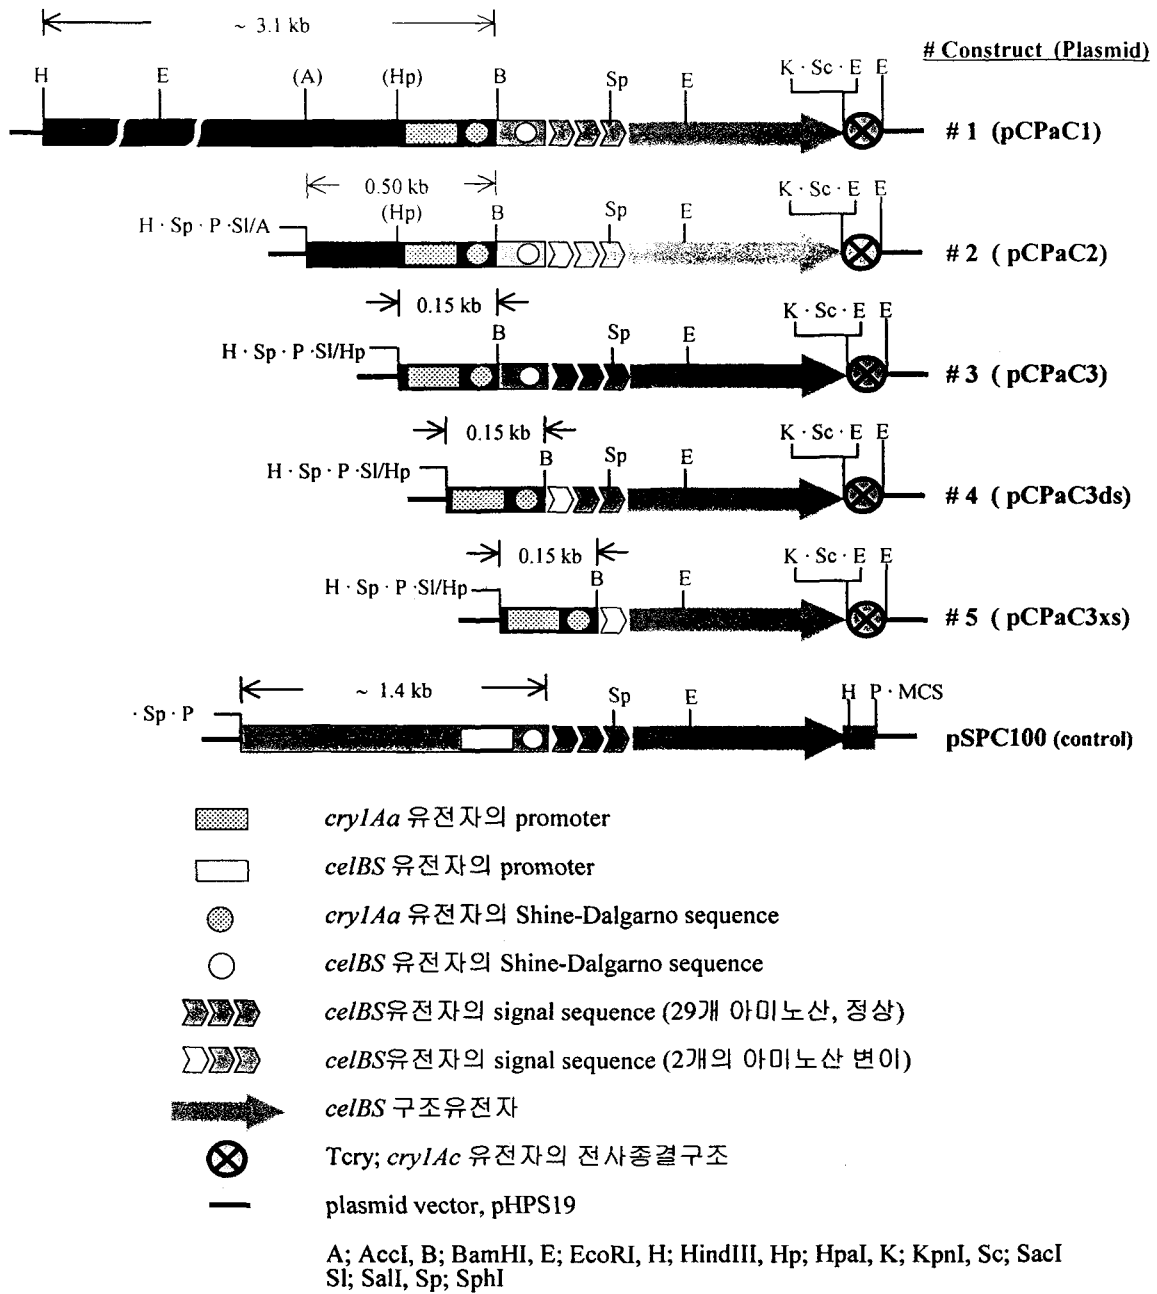 ~ 3.1 kb
# Construct (Plasmid)
H E (A) (Hp) B Sp E K · Sc · E E
# 1 (pCPaC1)
0.50 kb
H · Sp · P ·Sl/A (Hp) B Sp E K · Sc · E E
# 2 ( pCPaC2)
0.15 kb
H · Sp · P ·Sl/Hp B Sp E K · Sc · E E
# 3 ( pCPaC3)
0.15 kb
H · Sp · P ·Sl/Hp B Sp E K · Sc · E E
# 4 ( pCPaC3ds)
0.15 kb
H · Sp · P ·Sl/Hp B E K · Sc · E E
# 5 ( pCPaC3xs)
~ 1.4 kb
· Sp · P Sp E H P · MCS
pSPC100 (control)
cry1Aa 유전자의 promoter
celBS 유전자의 promoter
cry1Aa 유전자의 Shine-Dalgarno sequence
celBS 유전자의 Shine-Dalgarno sequence
celBS유전자의 signal sequence (29개 아미노산, 정상)
celBS유전자의 signal sequence (2개의 아미노산 변이)
celBS 구조유전자
Tcry; cry1Ac 유전자의 전사종결구조
plasmid vector, pHPS19
A; AccI, B; BamHI, E; EcoRI, H; HindIII, Hp; HpaI, K; KpnI, Sc; SacI
Sl; SalI, Sp; SphI